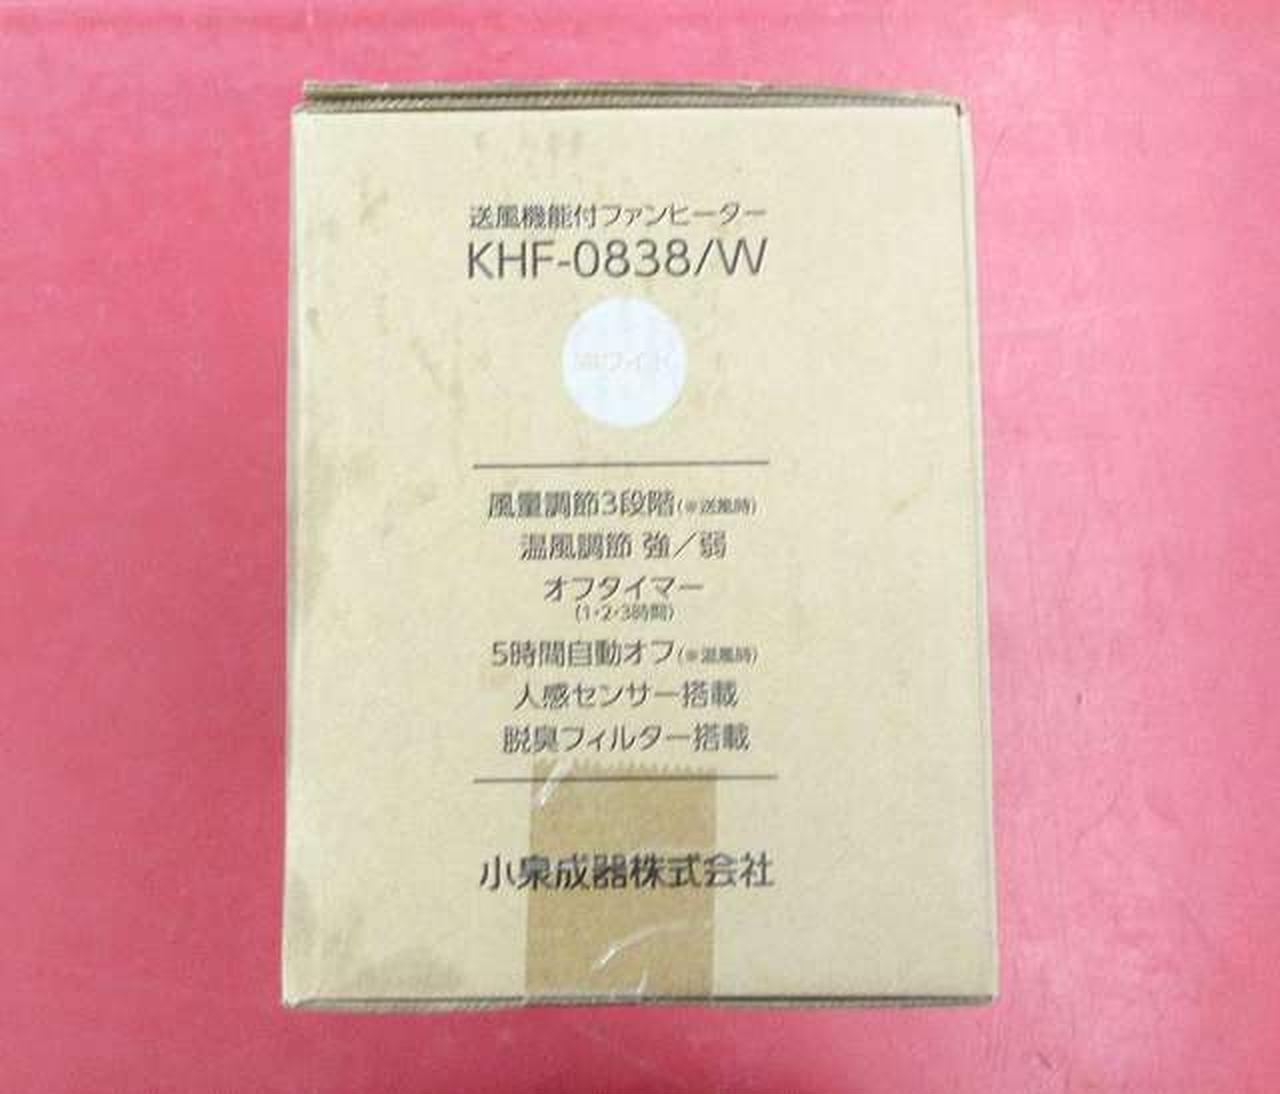 送風機能付ファンヒーター
KHF-0838/W
風量調節3段階(※送風時)
温風調節 強／弱
オフタイマー
(1・2・3時間)
5時間自動オフ(※温風時)
人感センサー搭載
脱臭フィルター搭載
小泉成器株式会社